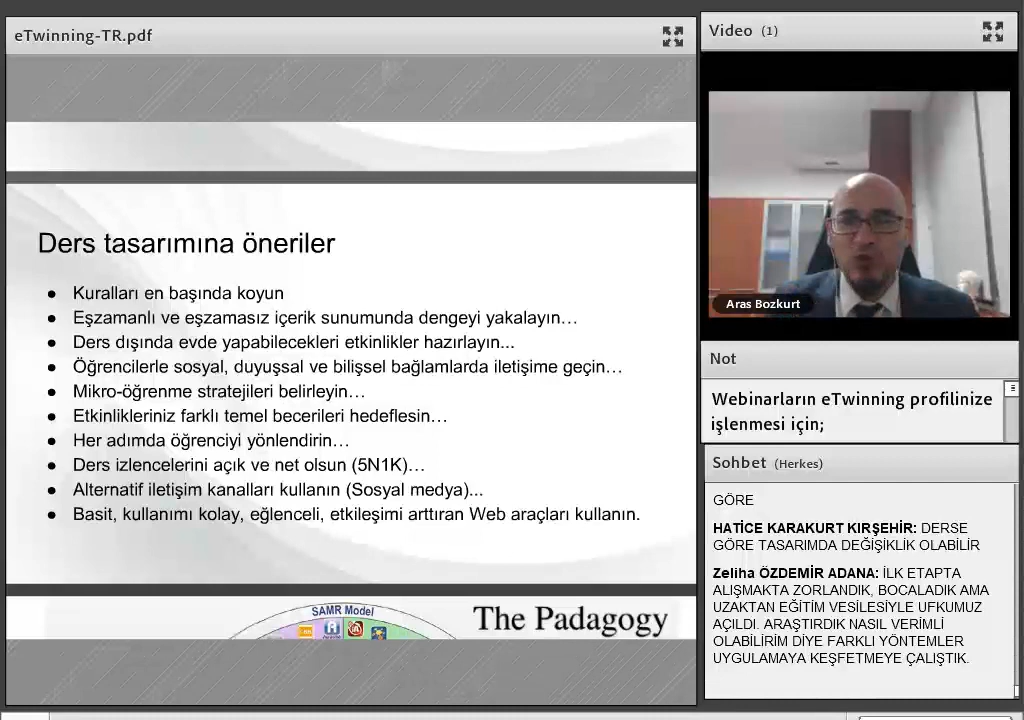 eTwinning-TR.pdf
Ders tasarımına öneriler
● Kuralları en başında koyun
● Eşzamanlı ve eşzamasız içerik sunumunda dengeyi yakalayın…
● Ders dışında evde yapabilecekleri etkinlikler hazırlayın...
● Öğrencilerle sosyal, duyuşsal ve bilişsel bağlamlarda iletişime geçin…
● Mikro-öğrenme stratejileri belirleyin…
● Etkinlikleriniz farklı temel becerileri hedeflesin…
● Her adımda öğrenciyi yönlendirin…
● Ders izlencelerini açık ve net olsun (5N1K)…
● Alternatif iletişim kanalları kullanın (Sosyal medya)...
● Basit, kullanımı kolay, eğlenceli, etkileşimi arttıran Web araçları kullanın.
SAMR Model
The Padagogy
Video (1)
Aras Bozkurt
Not
Webinarların eTwinning profilinize
işlenmesi için;
Sohbet (Herkes)
GÖRE
HATİCE KARAKURT KIRŞEHİR: DERSE
GÖRE TASARIMDA DEĞİŞİKLİK OLABİLİR
Zeliha ÖZDEMİR ADANA: İLK ETAPTA
ALIŞMAKTA ZORLANDIK, BOCALADIK AMA
UZAKTAN EĞİTİM VESİLESİYLE UFKUMUZ
AÇILDI. ARAŞTIRDIK NASIL VERİMLİ
OLABİLİRİM DİYE FARKLI YÖNTEMLER
UYGULAMAYA KEŞFETMEYE ÇALIŞTIK.